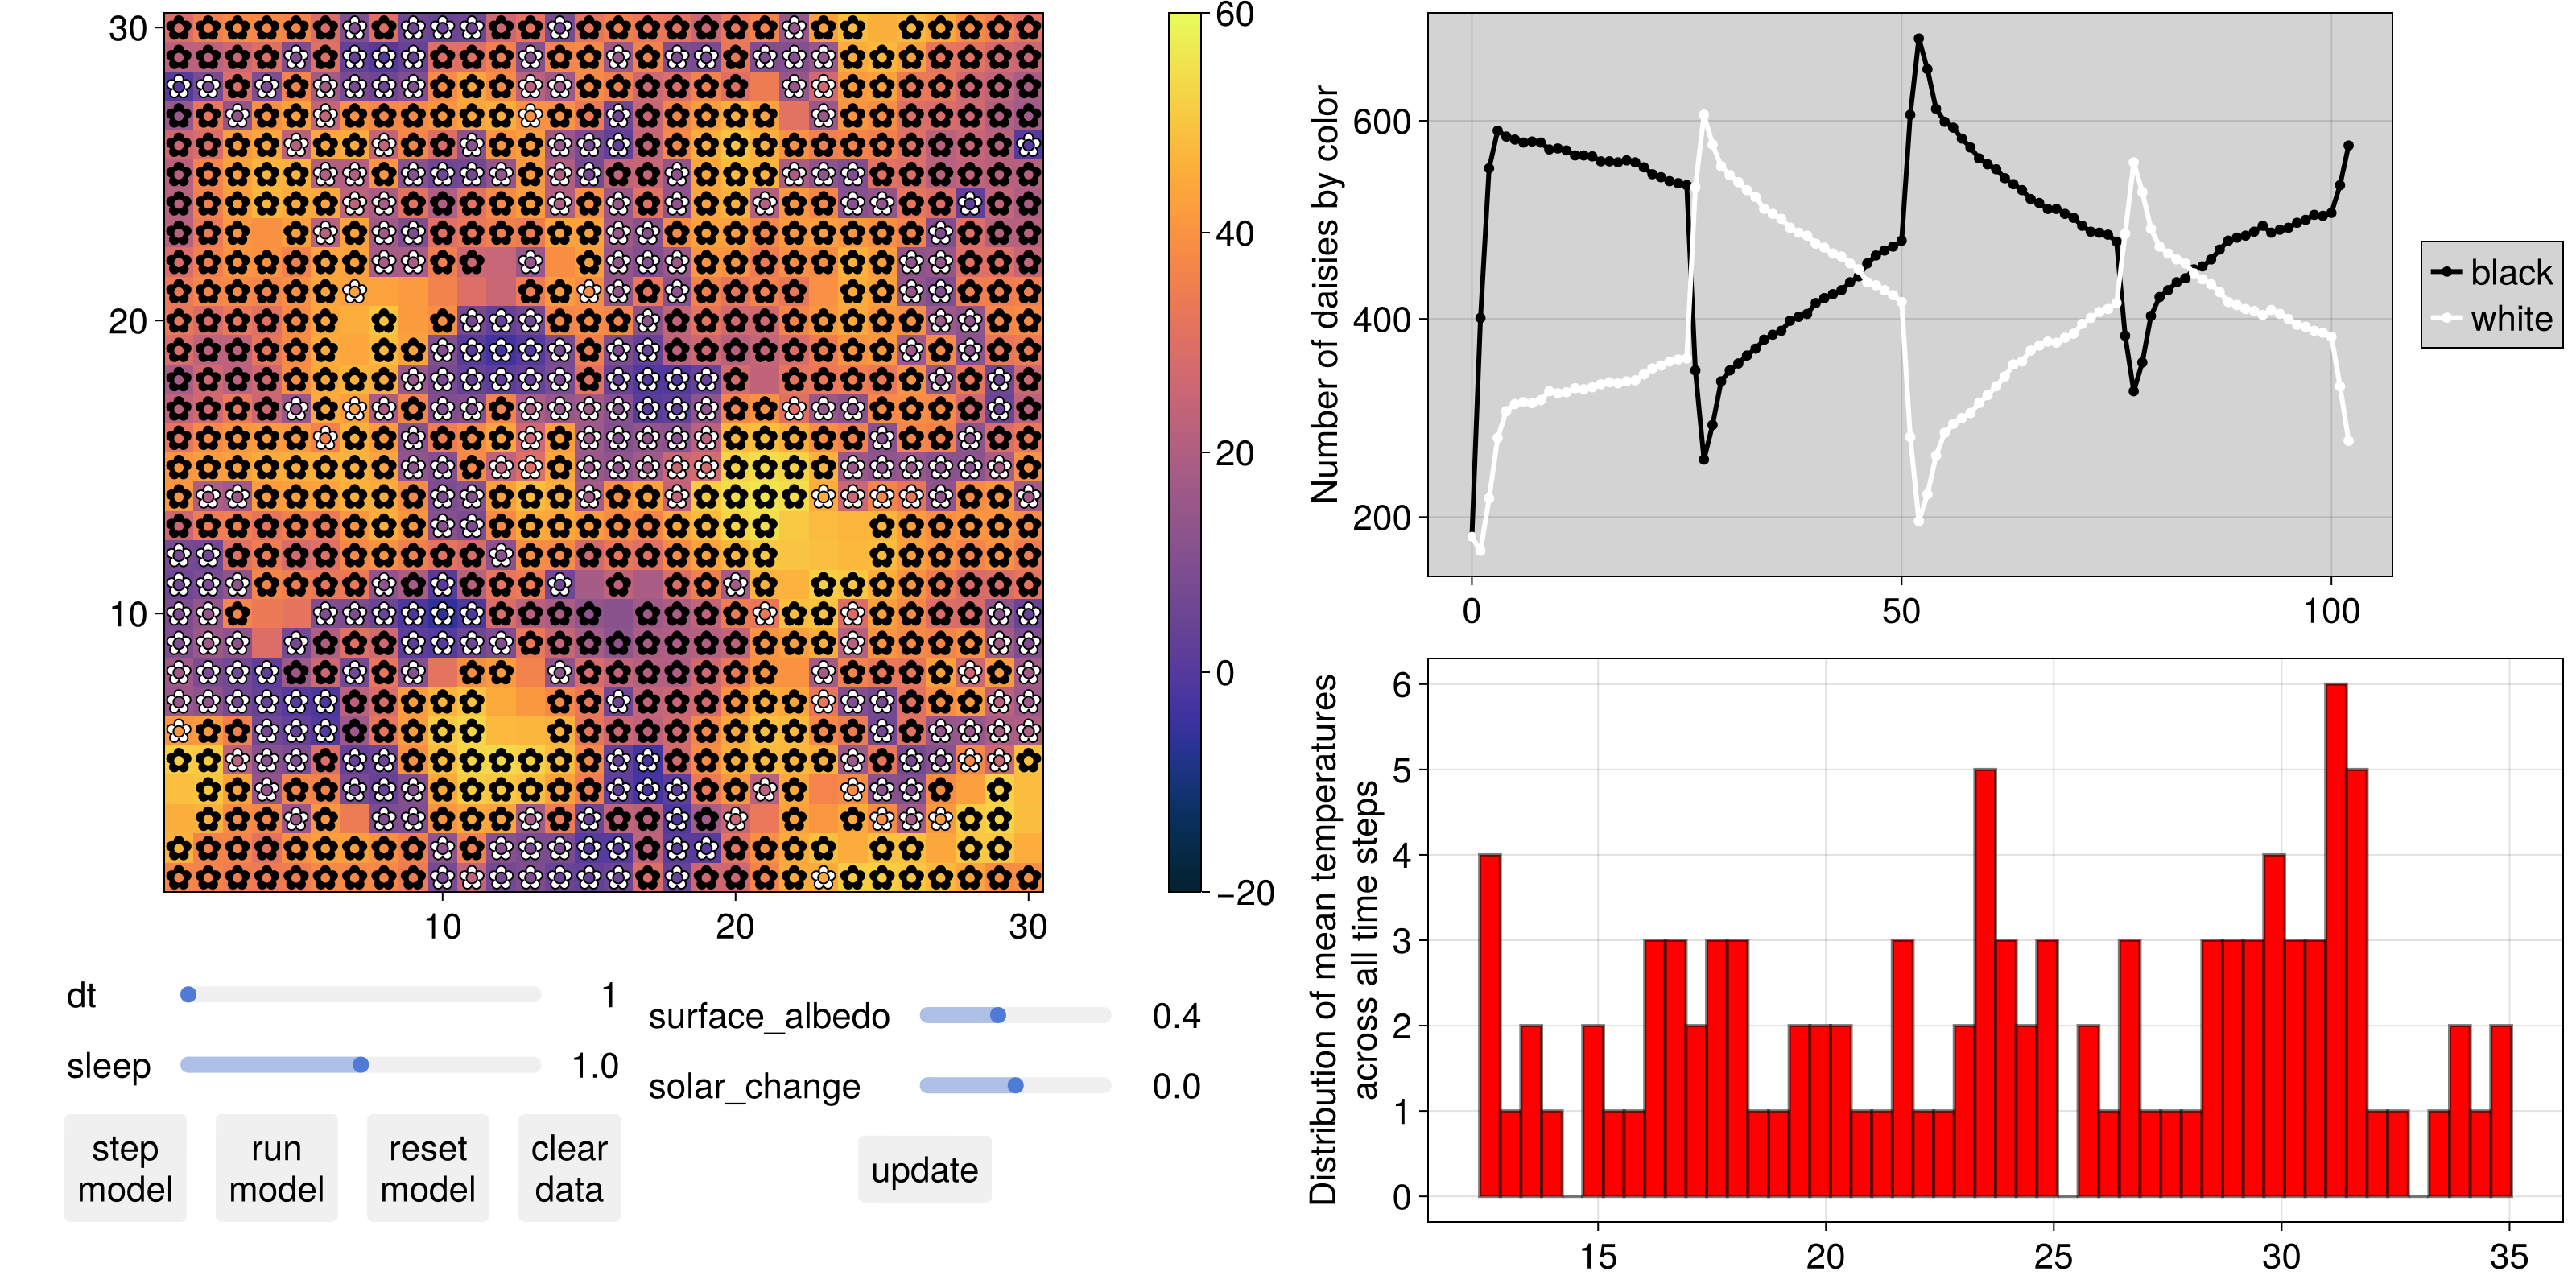 30
20
10
10
20
30
60
40
20
0
−20
dt
1
sleep
1.0
surface_albedo
0.4
solar_change
0.0
step
model
run
model
reset
model
clear
data
update
Number of daisies by color
600
400
200
0
50
100
black
white
Distribution of mean temperatures
across all time steps
6
5
4
3
2
1
0
15
20
25
30
35